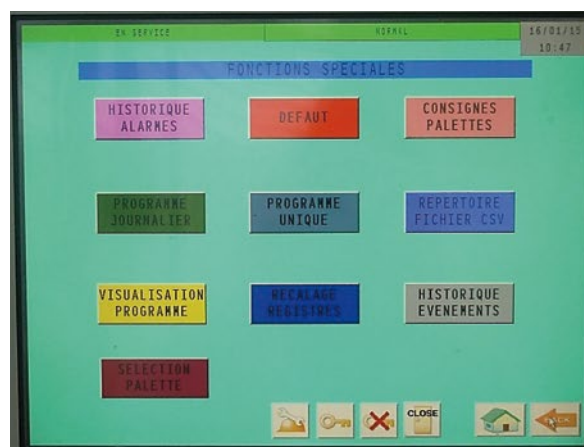 EN SERVICE
NORMAL
16/01/15
10:47
FONCTIONS SPECIALES
HISTORIQUE
ALARMES
DEFAUT
CONSIGNES
PALETTES
PROGRAMME
JOURNALIER
PROGRAMME
UNIQUE
REPERTOIRE
FICHIER CSV
VISUALISATION
PROGRAMME
RECALAGE
REGISTRES
HISTORIQUE
EVENEMENTS
SELECTION
PALETTE
CLOSE